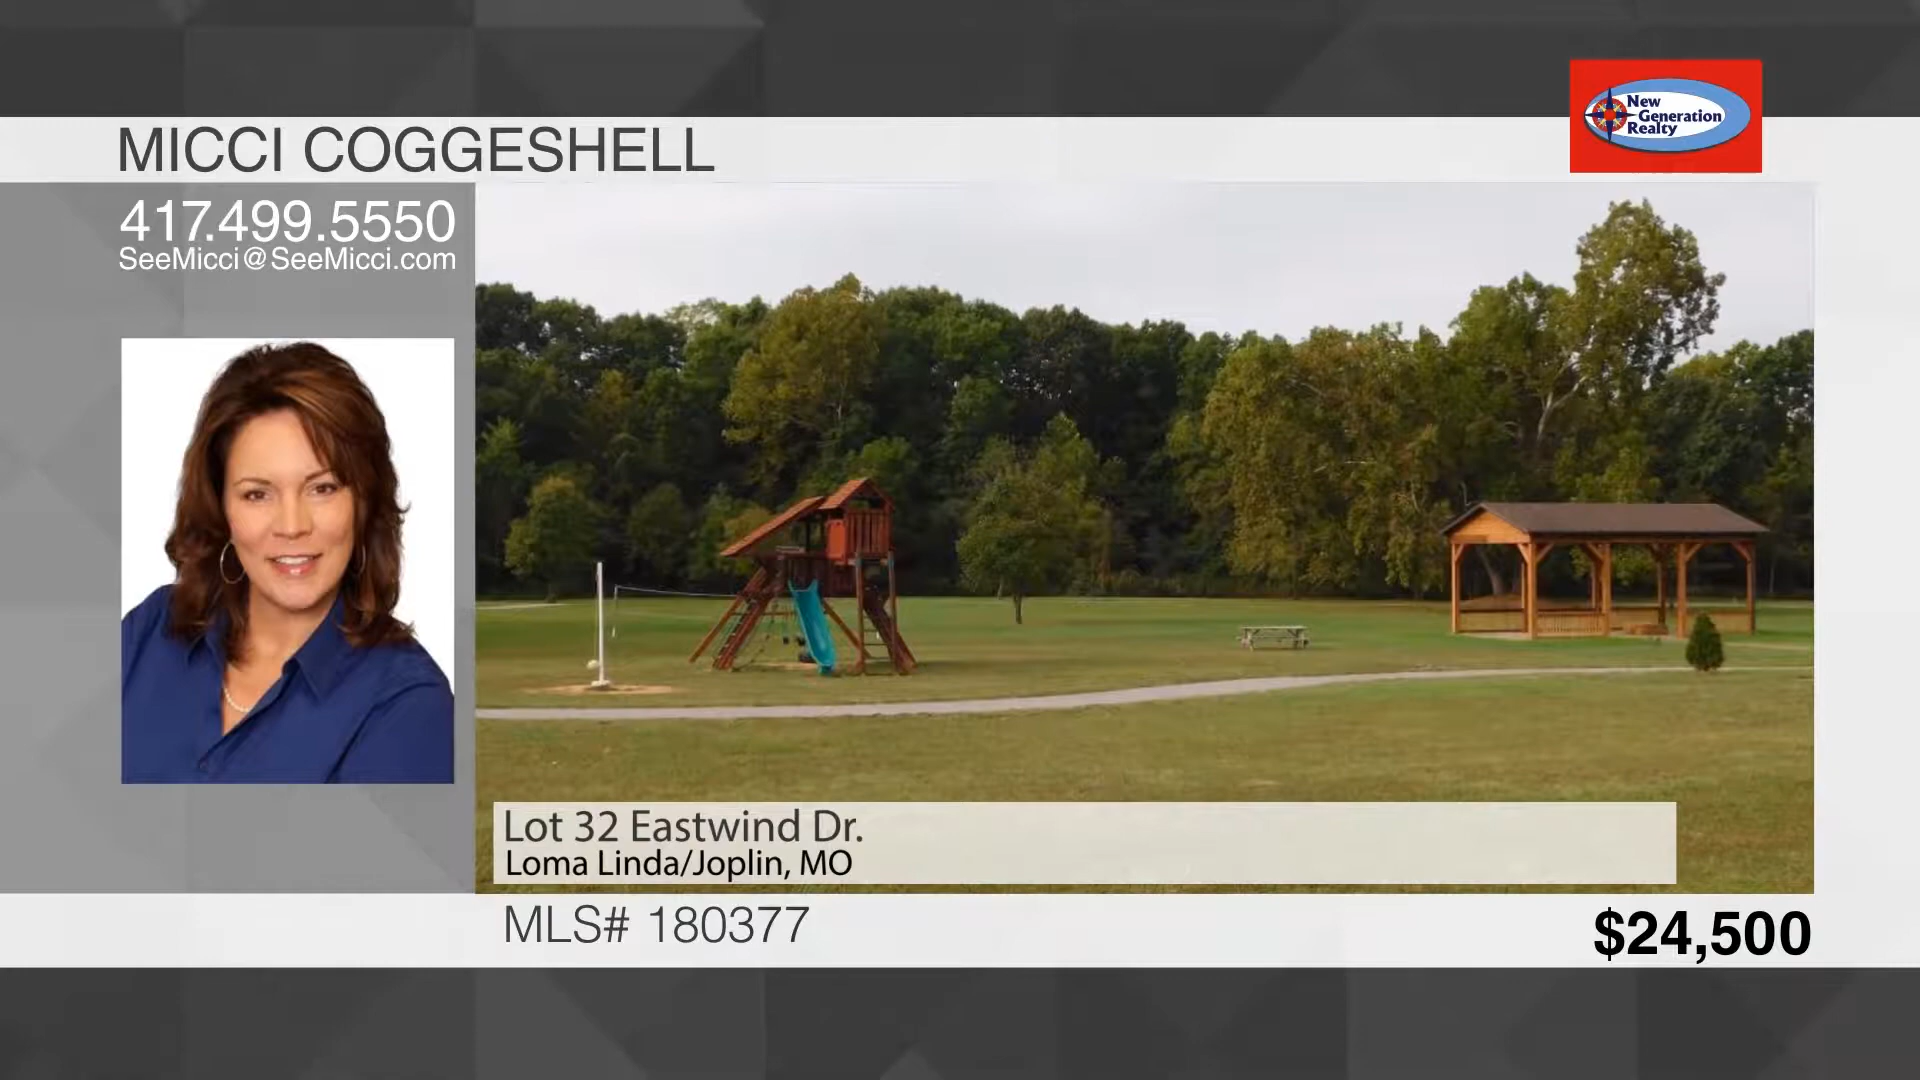 MICCI COGGESHELL
New
Generation
Realty
417.499.5550
SeeMicci@SeeMicci.com
Lot 32 Eastwind Dr.
Loma Linda/Joplin, MO
MLS# 180377
$24,500